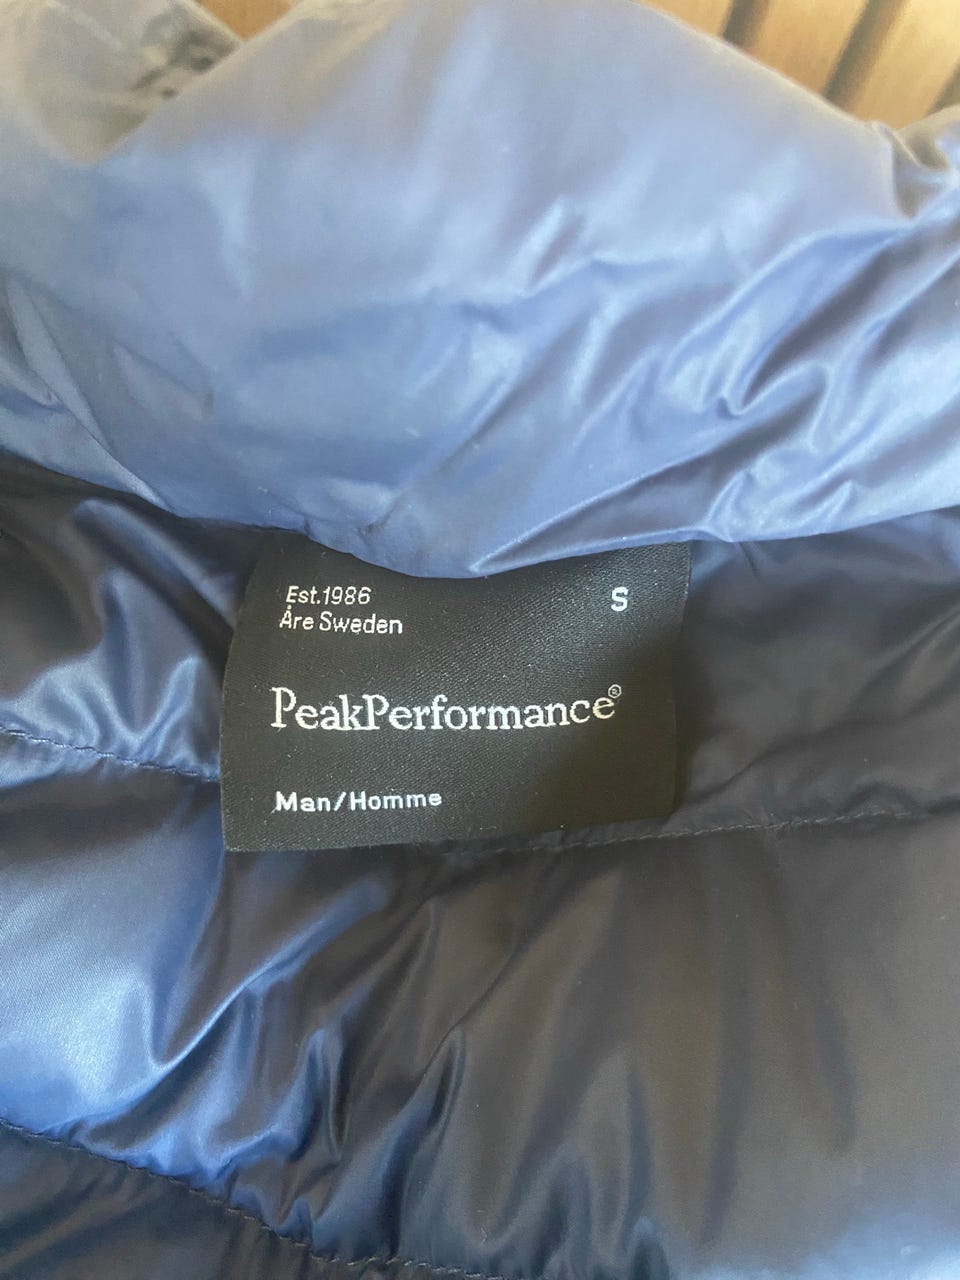 Est.1986
S
Åre Sweden
PeakPerformance®
Man/Homme